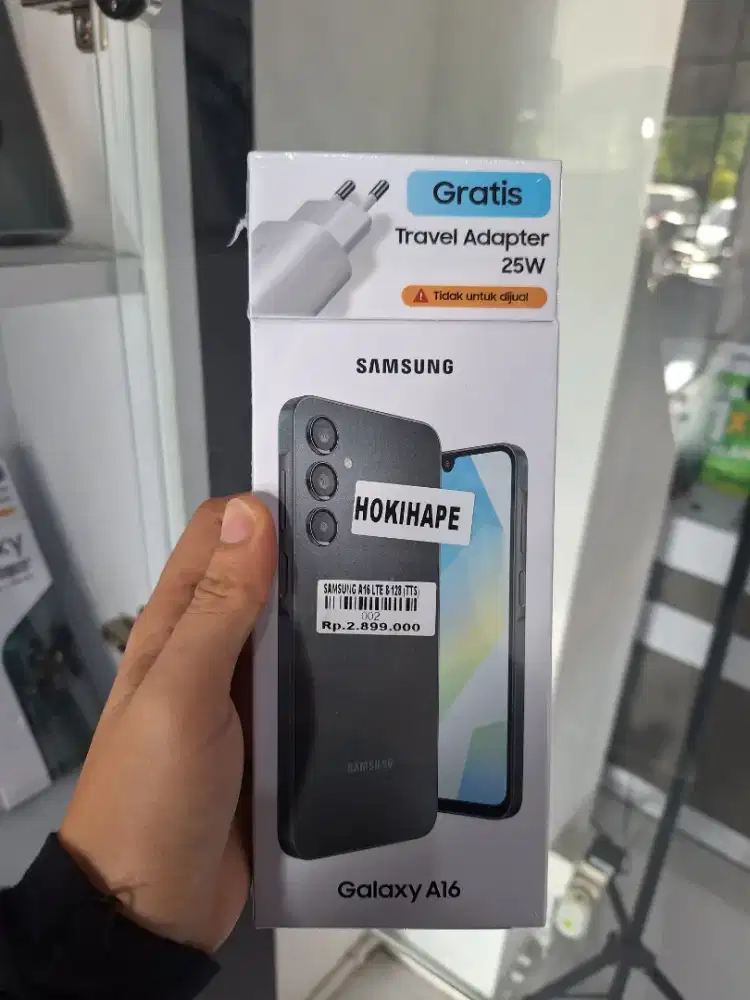 Gratis
Travel Adapter
25W
Tidak untuk dijual
SAMSUNG
HOKIHAPE
SAMSUNG A16 LTE 8-128 (TTS)
002
Rp.2.899.000
SAMSUNG
Galaxy A16